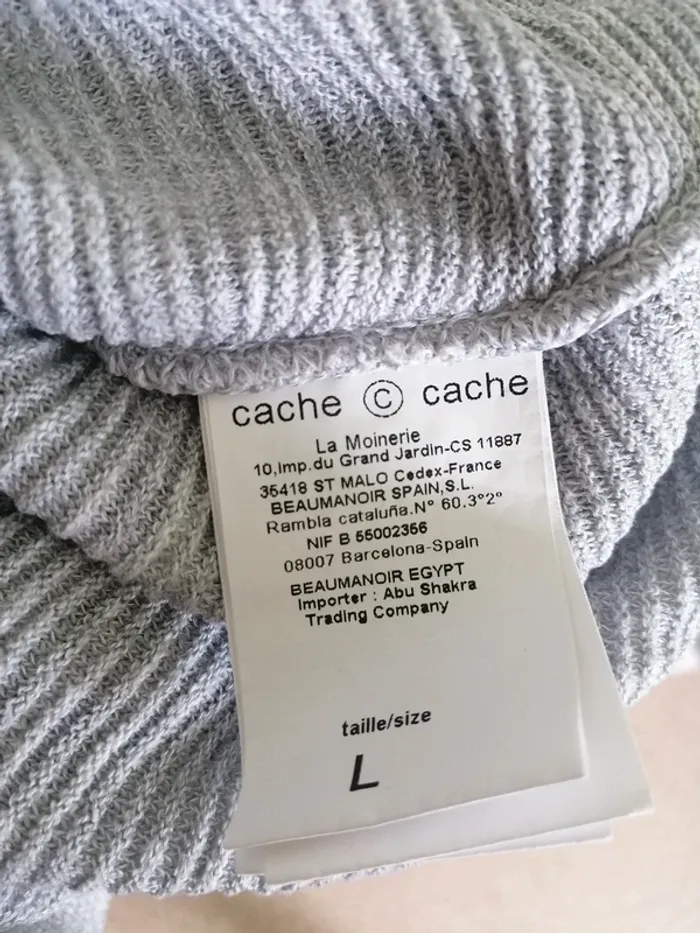 cache © cache
La Moinerie
10,Imp.du Grand Jardin-CS 11887
35418 ST MALO Cedex-France
BEAUMANOIR SPAIN,S.L.
Rambla cataluña.N° 60.3°2°
NIF B 55002366
08007 Barcelona-Spain
BEAUMANOIR EGYPT
Importer : Abu Shakra
Trading Company
taille/size
L